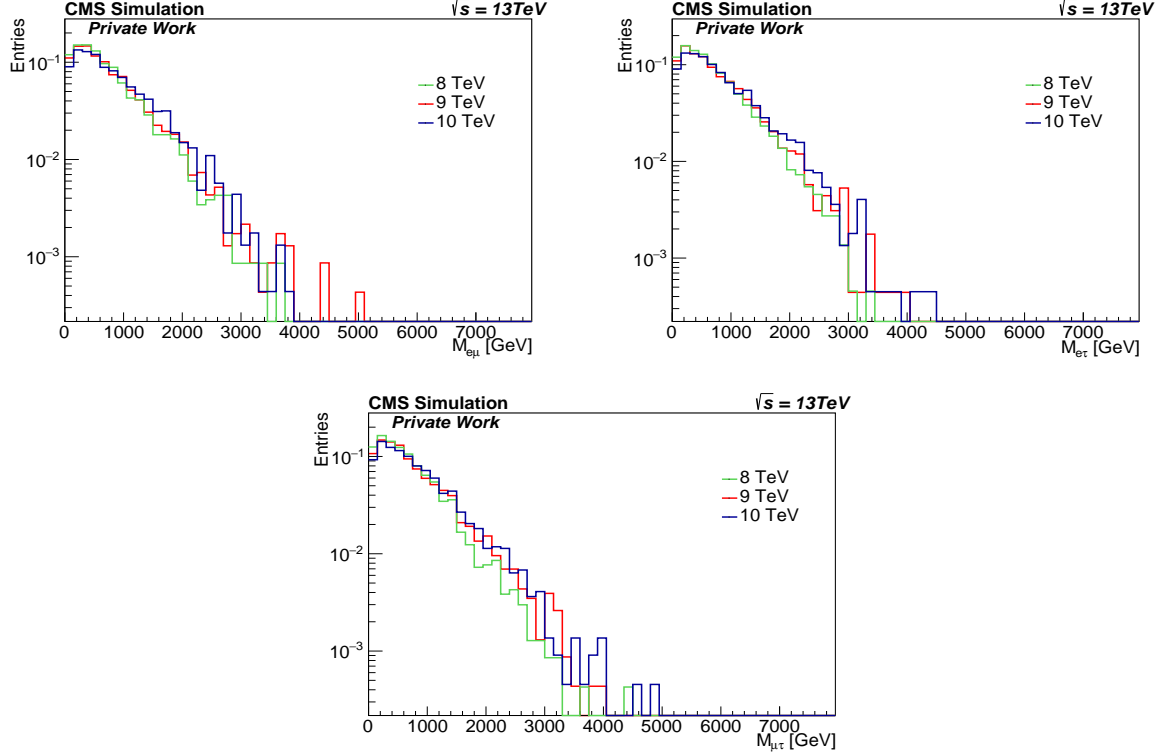 CMS Simulation √s = 13TeV
Private Work
Entries
8 TeV
9 TeV
10 TeV
10⁻¹
10⁻²
10⁻³
0 1000 2000 3000 4000 5000 6000 7000
M_eμ [GeV]
CMS Simulation √s = 13TeV
Private Work
Entries
8 TeV
9 TeV
10 TeV
10⁻¹
10⁻²
10⁻³
0 1000 2000 3000 4000 5000 6000 7000
M_eτ [GeV]
CMS Simulation √s = 13TeV
Private Work
Entries
8 TeV
9 TeV
10 TeV
10⁻¹
10⁻²
10⁻³
0 1000 2000 3000 4000 5000 6000 7000
M_μτ [GeV]